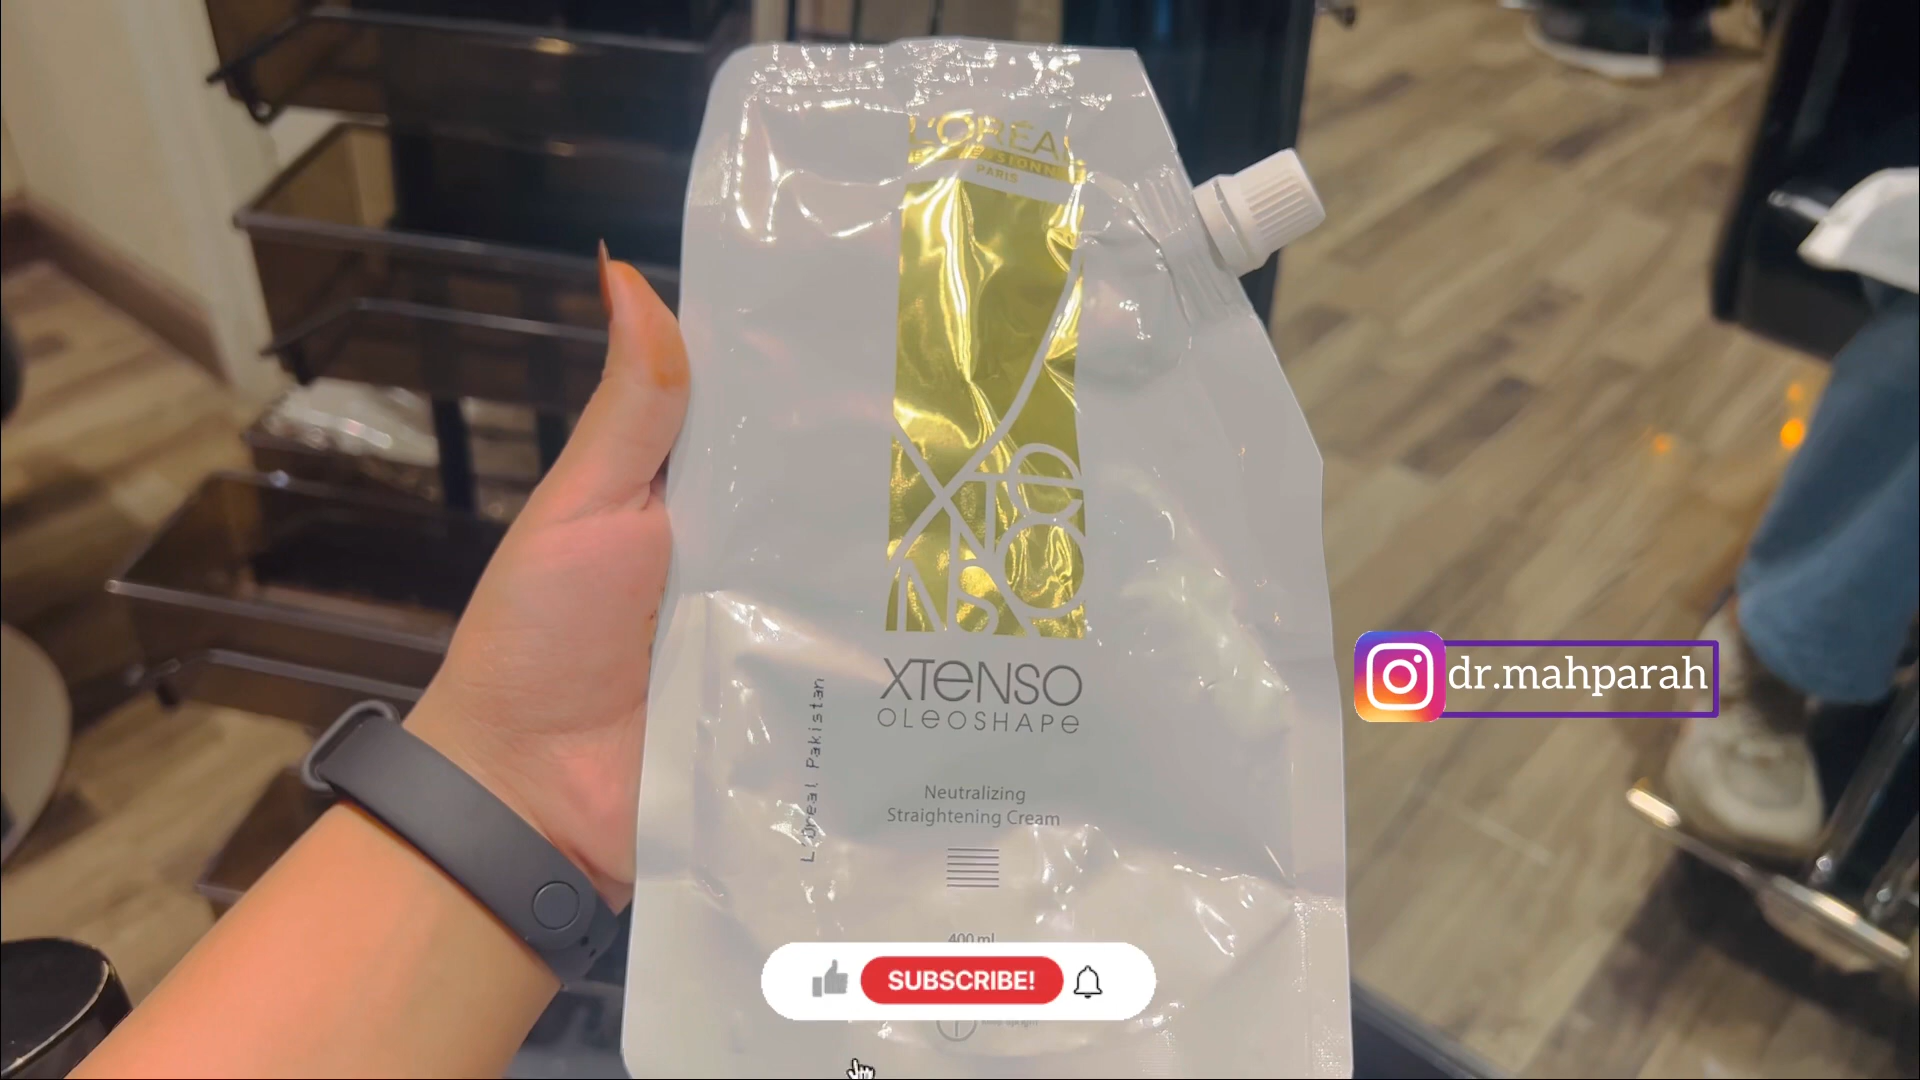 L'ORÉAL
PARIS
XTENSO
XTENSO
OLEOSHAPE
L'Oreal Pakistan
Neutralizing
Straightening Cream
400 ml
dr.mahparah
SUBSCRIBE!